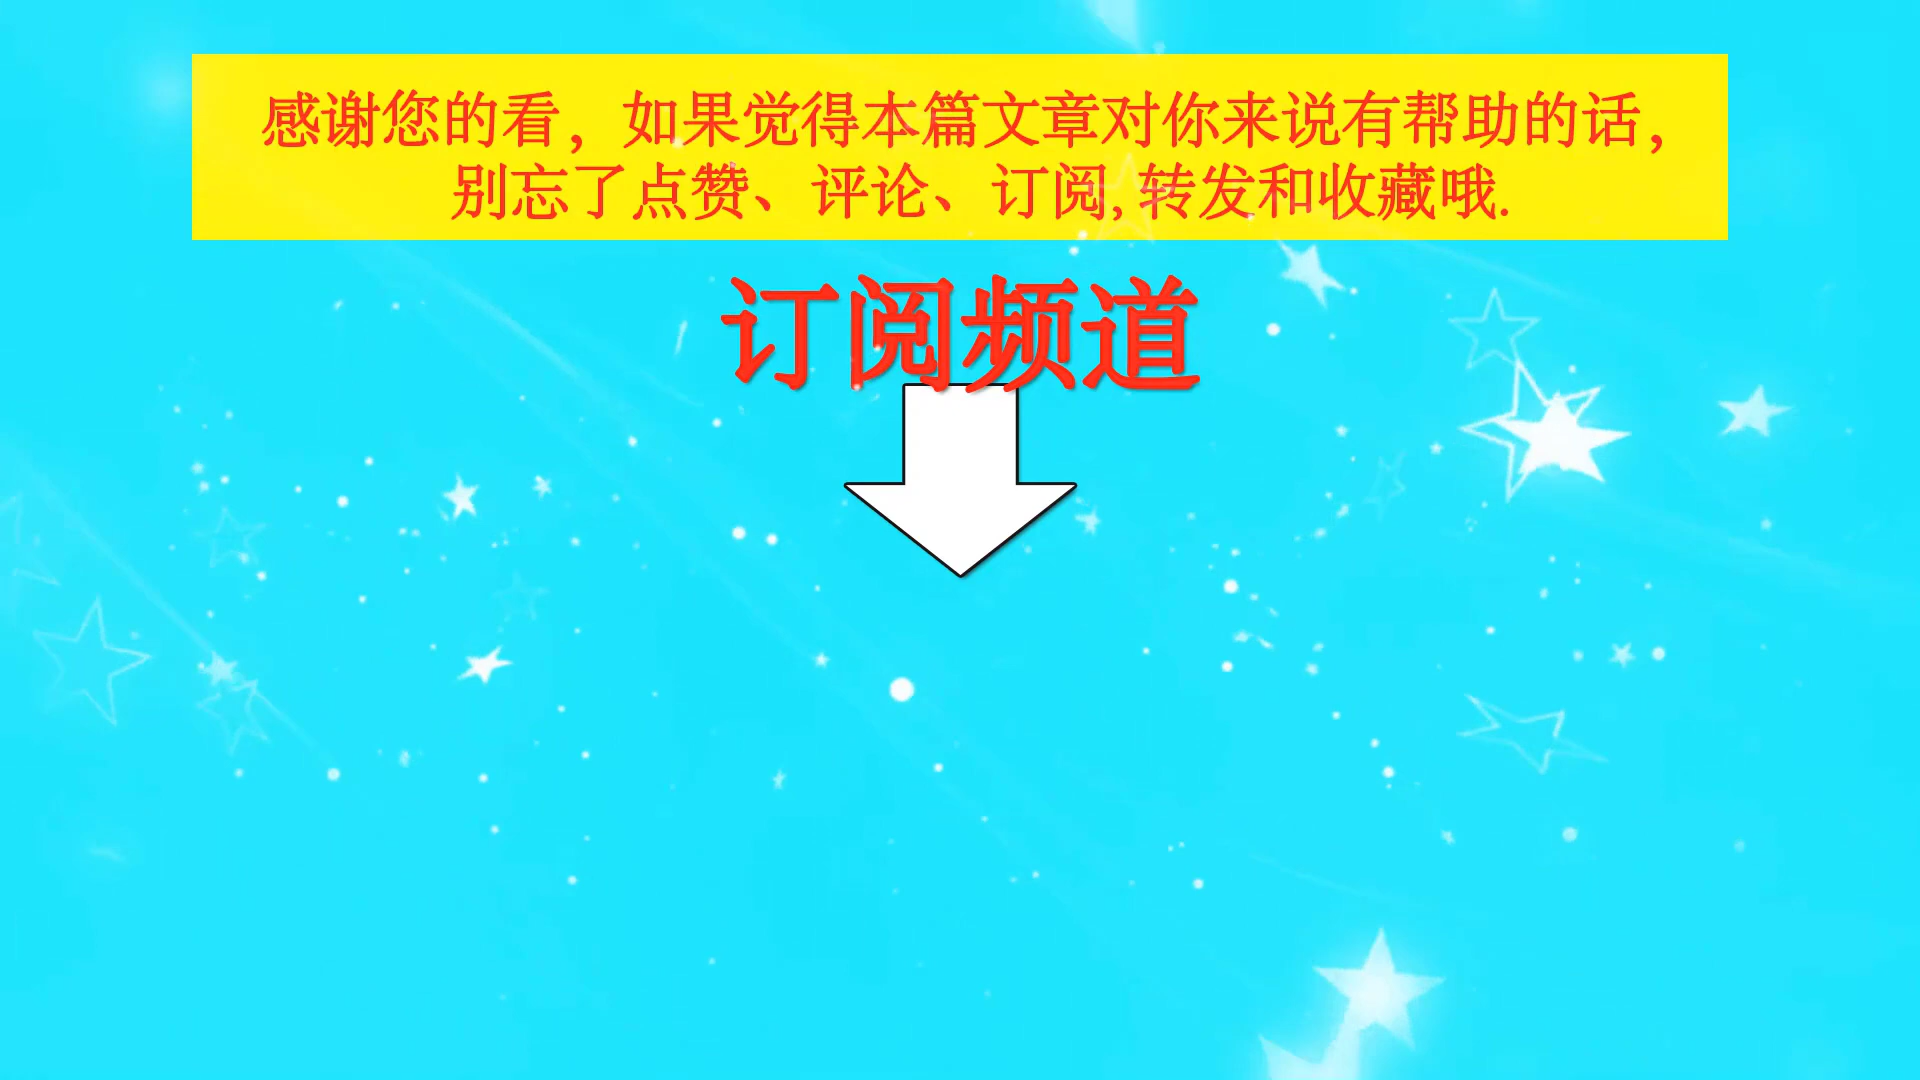 感谢您的看，如果觉得本篇文章对你来说有帮助的话，
别忘了点赞、评论、订阅,转发和收藏哦.
订阅频道